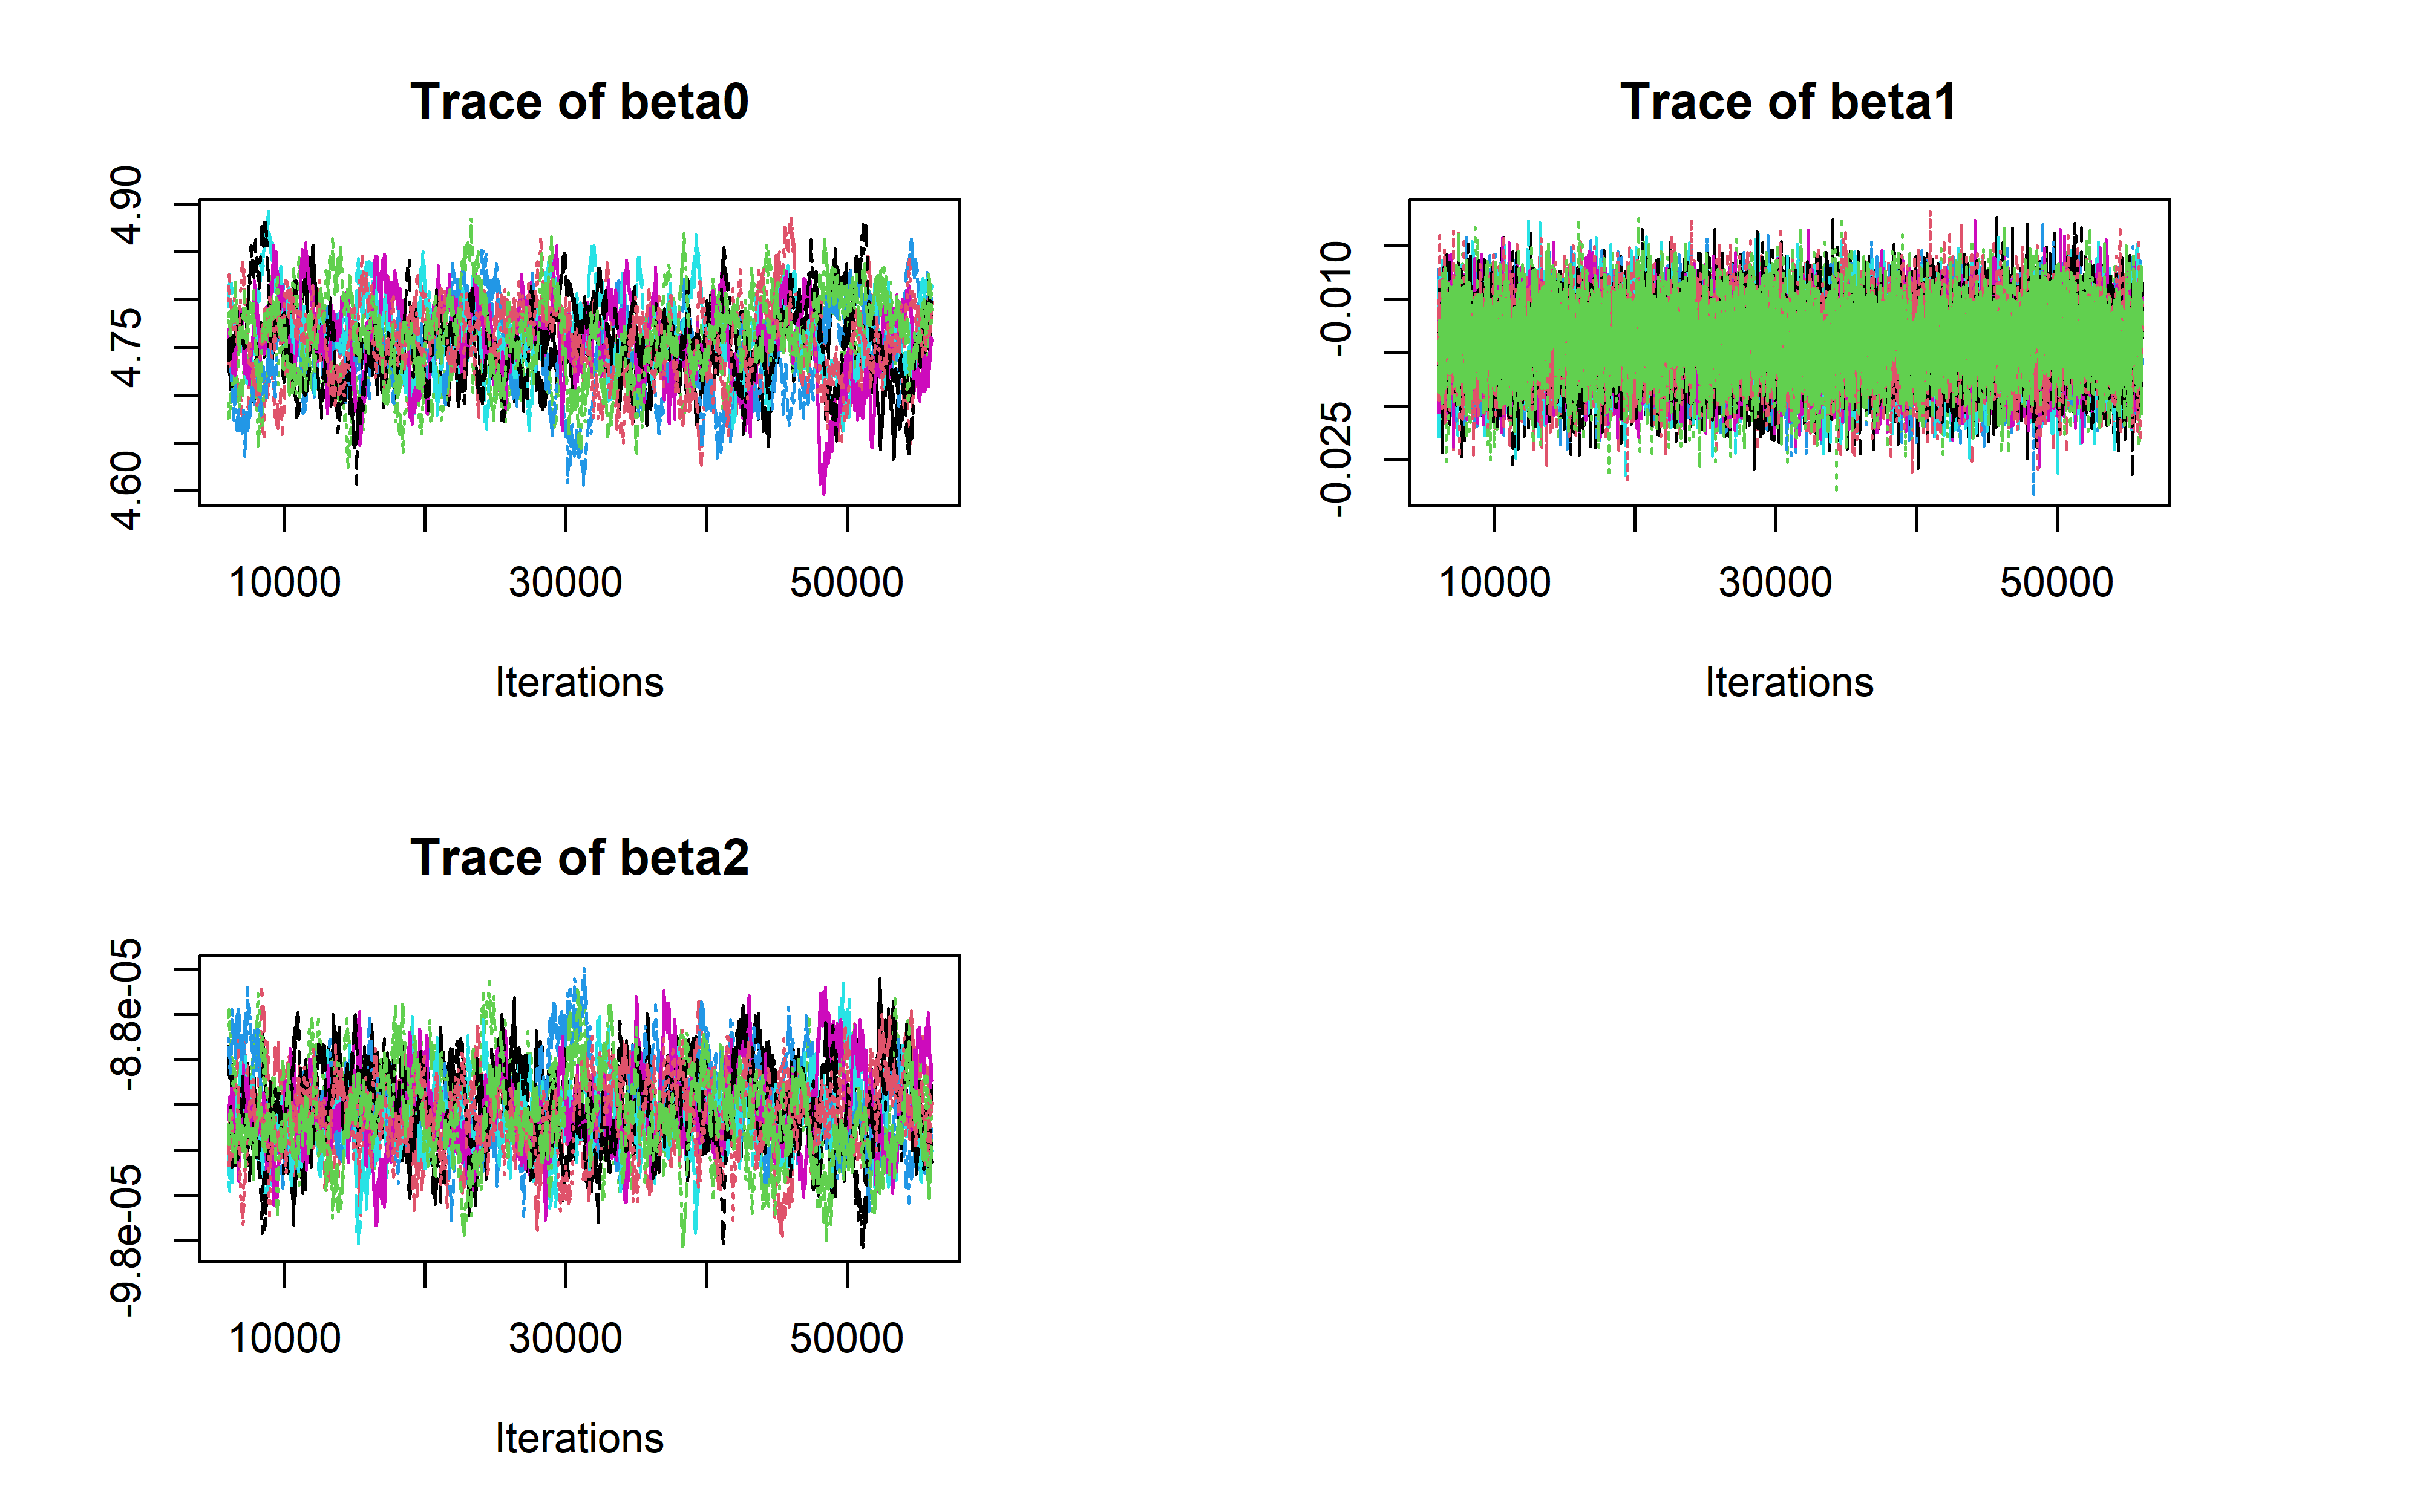 Trace of beta0
4.90
4.75
4.60
10000 30000 50000
Iterations
Trace of beta1
-0.010
-0.025
10000 30000 50000
Iterations
Trace of beta2
-8.8e-05
-9.8e-05
10000 30000 50000
Iterations